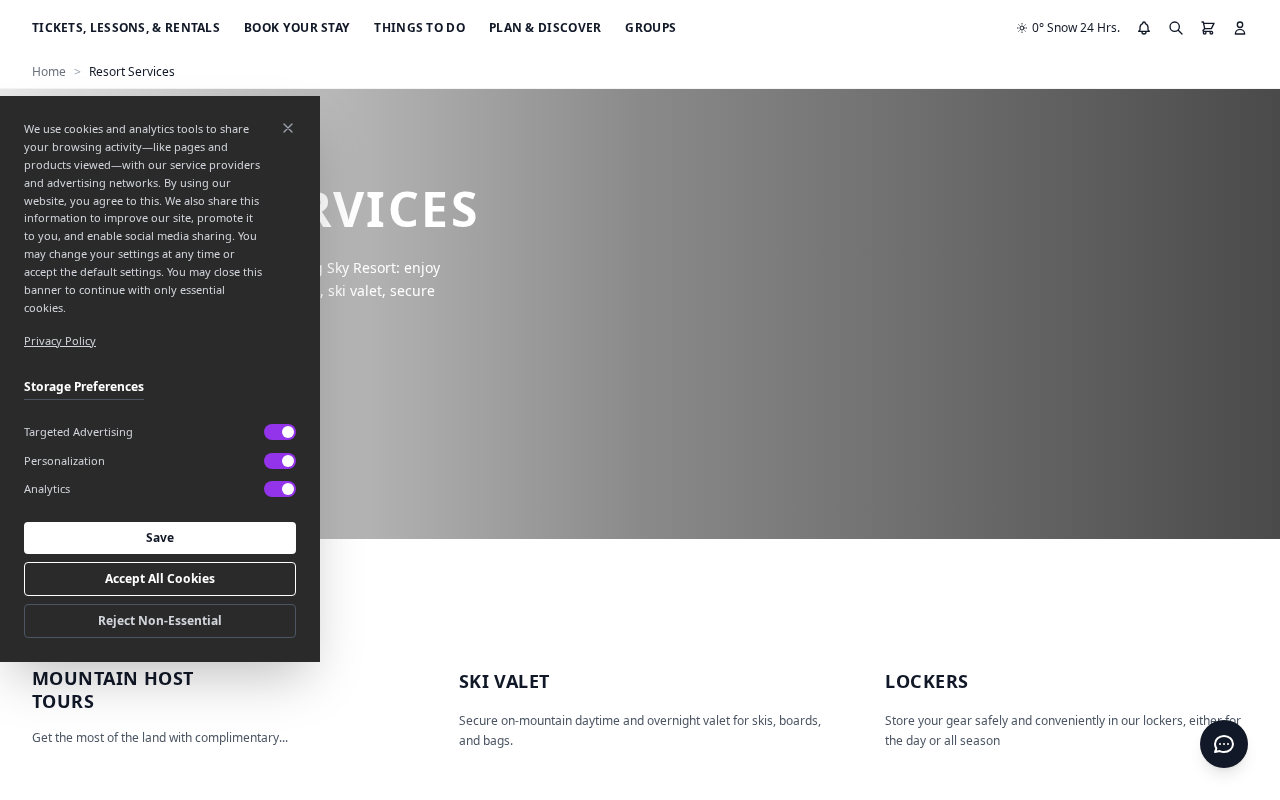 TICKETS, LESSONS, & RENTALS BOOK YOUR STAY THINGS TO DO PLAN & DISCOVER GROUPS 0° Snow 24 Hrs.
Home > Resort Services
We use cookies and analytics tools to share
your browsing activity—like pages and
products viewed—with our service providers
and advertising networks. By using our
website, you agree to this. We also share this
information to improve our site, promote it
to you, and enable social media sharing. You
may change your settings at any time or
accept the default settings. You may close this
banner to continue with only essential
cookies.
Privacy Policy
Storage Preferences
Targeted Advertising
Personalization
Analytics
Save
Accept All Cookies
Reject Non-Essential
RVICES
Sky Resort: enjoy
, ski valet, secure
MOUNTAIN HOST
TOURS
Get the most of the land with complimentary...
SKI VALET
Secure on-mountain daytime and overnight valet for skis, boards,
and bags.
LOCKERS
Store your gear safely and conveniently in our lockers, either for
the day or all season